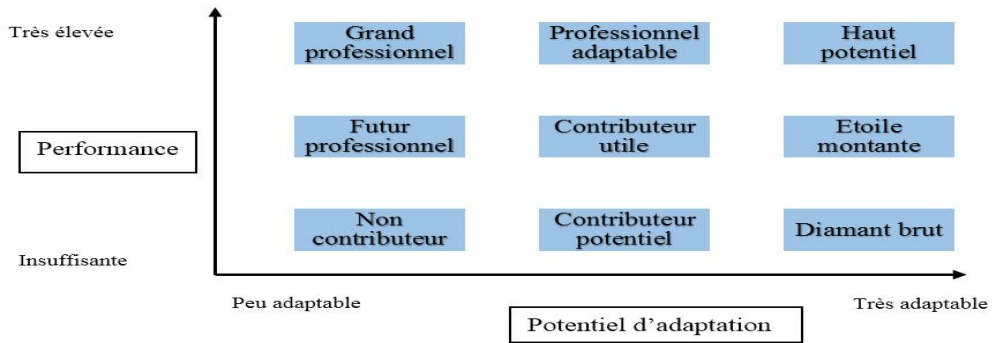 Très élevée
Grand
professionnel
Professionnel
adaptable
Haut
potentiel
Performance
Futur
professionnel
Contributeur
utile
Etoile
montante
Non
contributeur
Contributeur
potentiel
Diamant brut
Insuffisante
Peu adaptable
Très adaptable
Potentiel d’adaptation